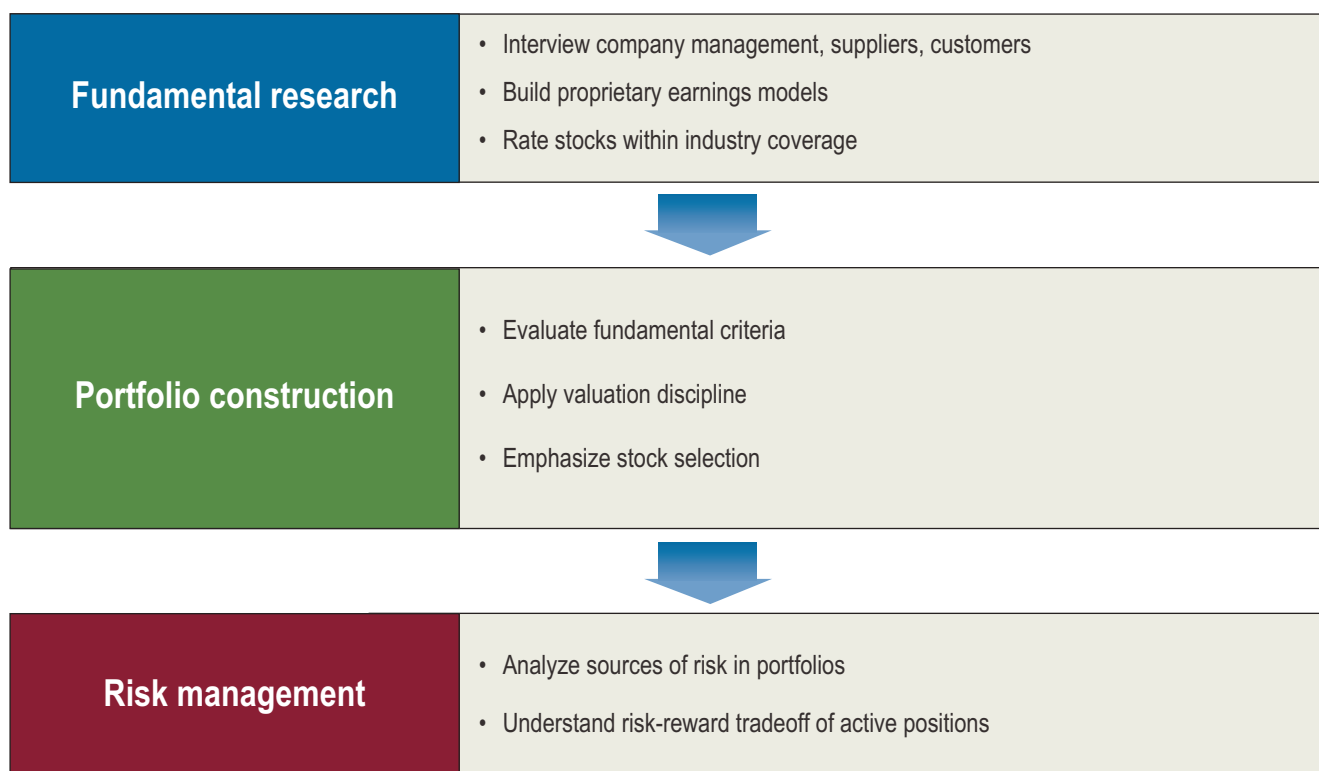 Fundamental research
• Interview company management, suppliers, customers
• Build proprietary earnings models
• Rate stocks within industry coverage
Portfolio construction
• Evaluate fundamental criteria
• Apply valuation discipline
• Emphasize stock selection
Risk management
• Analyze sources of risk in portfolios
• Understand risk-reward tradeoff of active positions